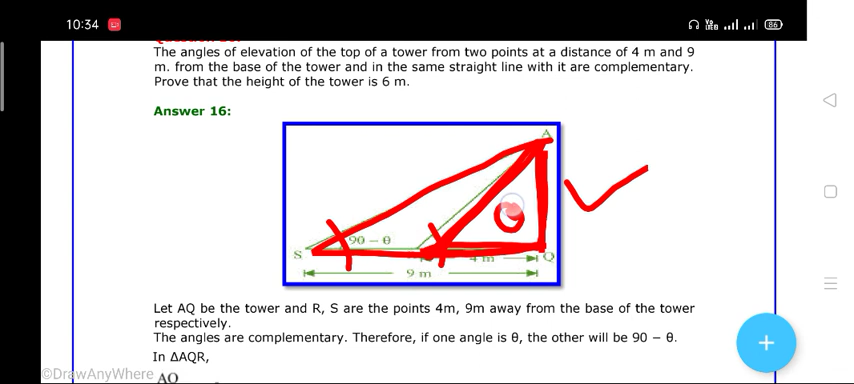 10:34
86
The angles of elevation of the top of a tower from two points at a distance of 4 m and 9
m. from the base of the tower and in the same straight line with it are complementary.
Prove that the height of the tower is 6 m.
Answer 16:
A
90 – θ
S
4 m
Q
9 m
Let AQ be the tower and R, S are the points 4m, 9m away from the base of the tower
respectively.
The angles are complementary. Therefore, if one angle is θ, the other will be 90 – θ.
In ΔAQR,
©DrawAnyWhere
AQ
+